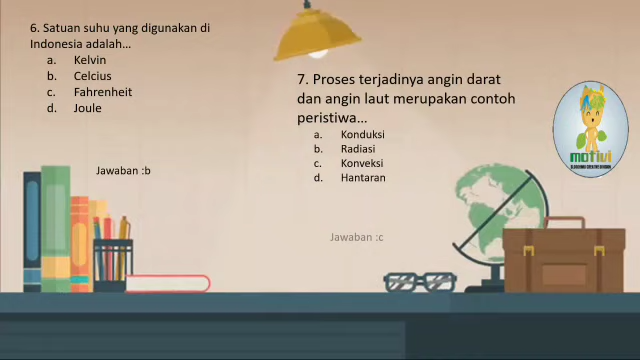 6. Satuan suhu yang digunakan di
Indonesia adalah...
a. Kelvin
b. Celcius
c. Fahrenheit
d. Joule
Jawaban :b
7. Proses terjadinya angin darat
dan angin laut merupakan contoh
peristiwa...
a. Konduksi
b. Radiasi
c. Konveksi
d. Hantaran
Jawaban :c
motivi